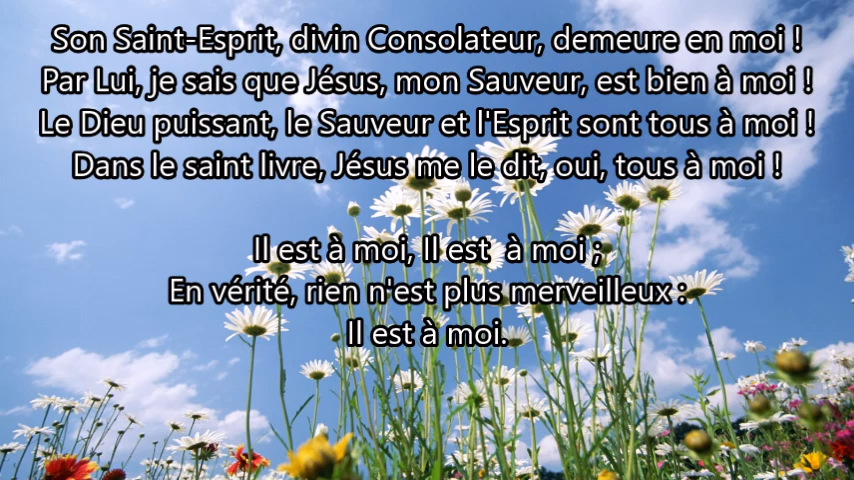 Son Saint-Esprit, divin Consolateur, demeure en moi !
Par Lui, je sais que Jésus, mon Sauveur, est bien à moi !
Le Dieu puissant, le Sauveur et l'Esprit sont tous à moi !
Dans le saint livre, Jésus me le dit, oui, tous à moi !
Il est à moi, Il est  à moi ;
En vérité, rien n'est plus merveilleux :
Il est à moi.